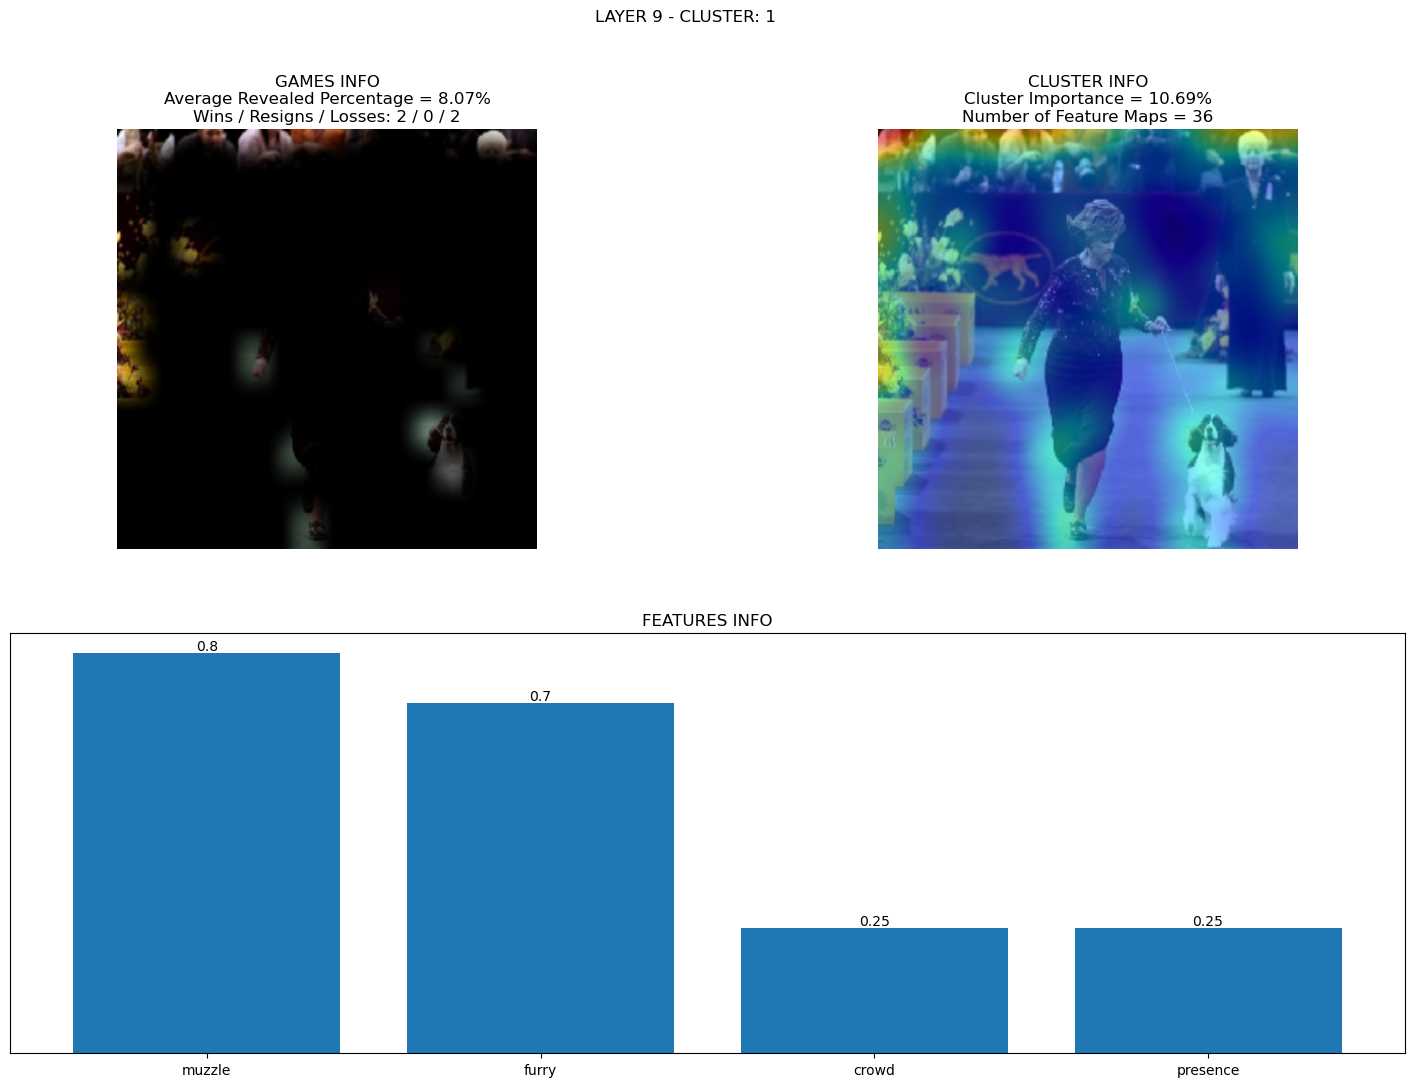 LAYER 9 - CLUSTER: 1
GAMES INFO
Average Revealed Percentage = 8.07%
Wins / Resigns / Losses: 2 / 0 / 2
CLUSTER INFO
Cluster Importance = 10.69%
Number of Feature Maps = 36
FEATURES INFO
0.8
0.7
0.25
0.25
muzzle
furry
crowd
presence